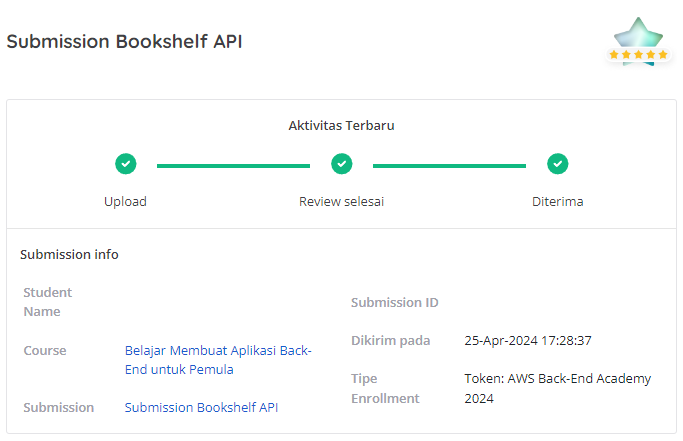 Submission Bookshelf API
Aktivitas Terbaru
Upload
Review selesai
Diterima
Submission info
Student
Name
Course
Belajar Membuat Aplikasi Back-
End untuk Pemula
Submission
Submission Bookshelf API
Submission ID
Dikirim pada
25-Apr-2024 17:28:37
Tipe
Enrollment
Token: AWS Back-End Academy
2024